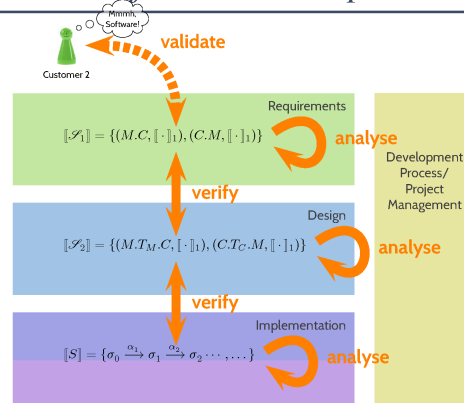 Mmmh,
Software!
validate
Customer 2
Requirements
⟦𝒮₁⟧ = {(M.C, ⟦·⟧₁), (C.M, ⟦·⟧₁)}
analyse
Development
Process/
Project
Management
verify
Design
⟦𝒮₂⟧ = {(M.T_M.C, ⟦·⟧₁), (C.T_C.M, ⟦·⟧₁)}
analyse
verify
Implementation
⟦S⟧ = {σ₀ —α₁→ σ₁ —α₂→ σ₂ ⋯, …}
analyse